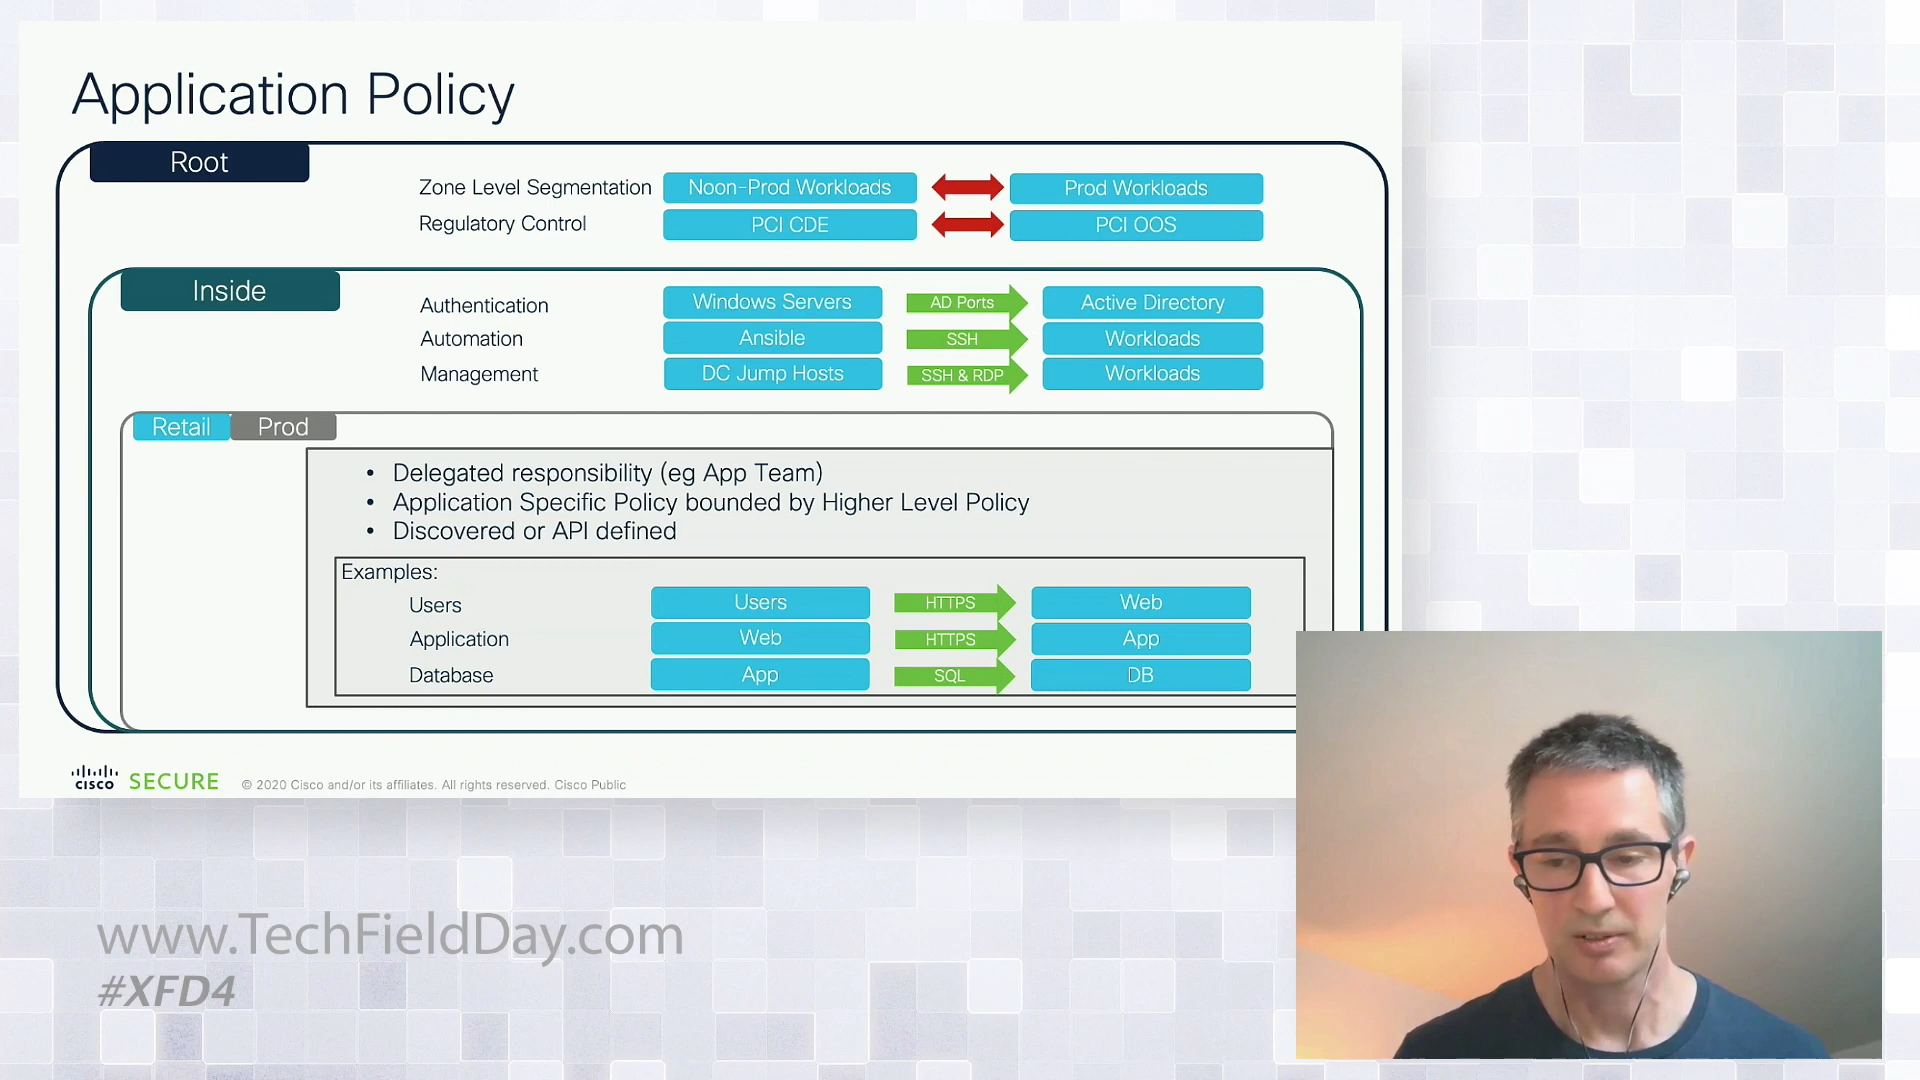 Application Policy
Root
Zone Level Segmentation Noon-Prod Workloads Prod Workloads
Regulatory Control PCI CDE PCI OOS
Inside
Authentication Windows Servers AD Ports Active Directory
Automation Ansible SSH Workloads
Management DC Jump Hosts SSH & RDP Workloads
Retail Prod
• Delegated responsibility (eg App Team)
• Application Specific Policy bounded by Higher Level Policy
• Discovered or API defined
Examples:
Users Users HTTPS Web
Application Web HTTPS App
Database App SQL DB
cisco SECURE © 2020 Cisco and/or its affiliates. All rights reserved. Cisco Public
www.TechFieldDay.com
#XFD4